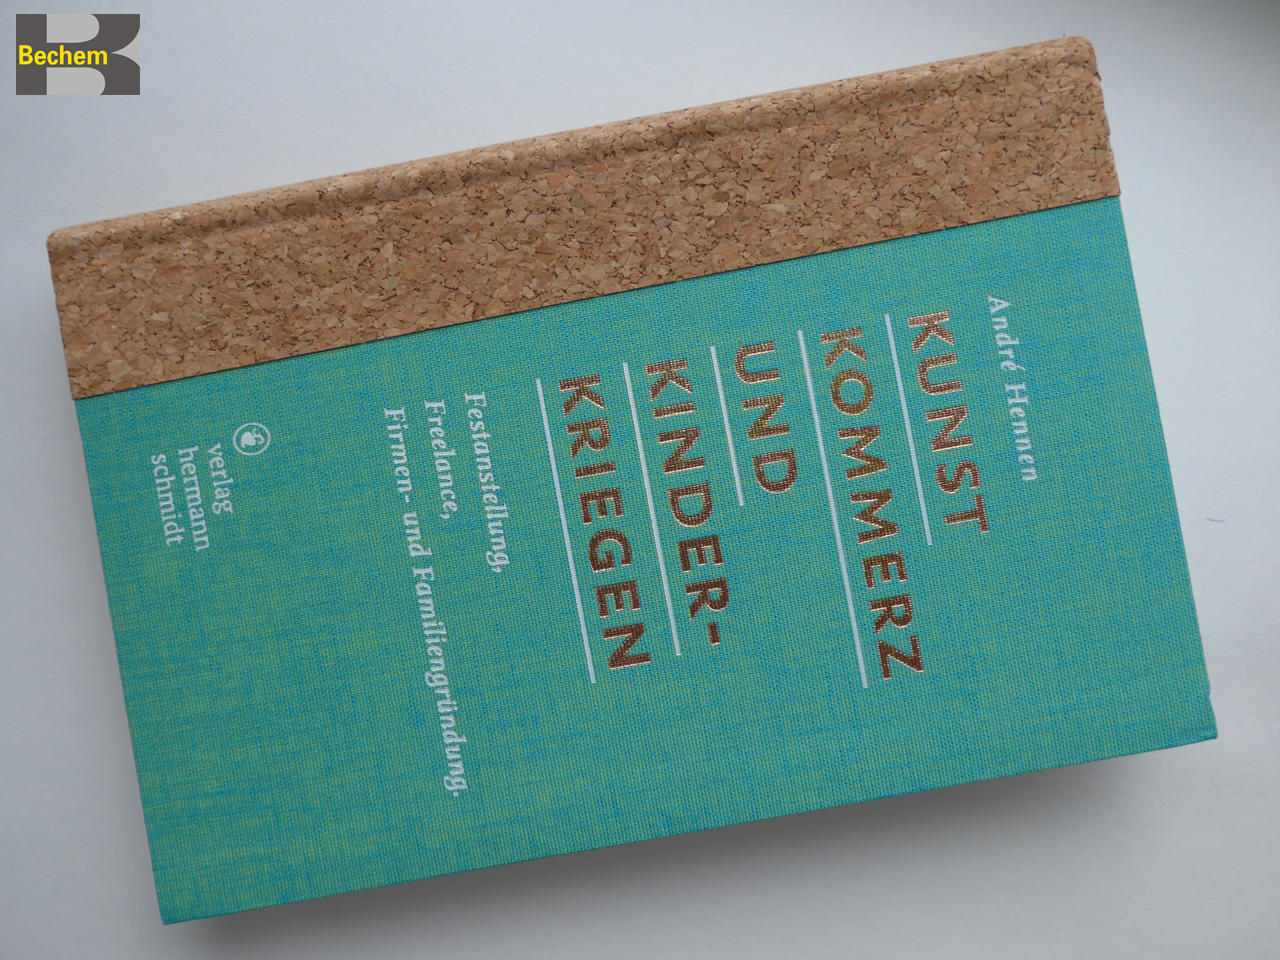 Bechem
André Hennen
KUNST
KOMMERZ
UND
KINDER-
KRIEGEN
Festanstellung,
Freelance,
Firmen- und Familiengründung.
verlag
hermann
schmidt